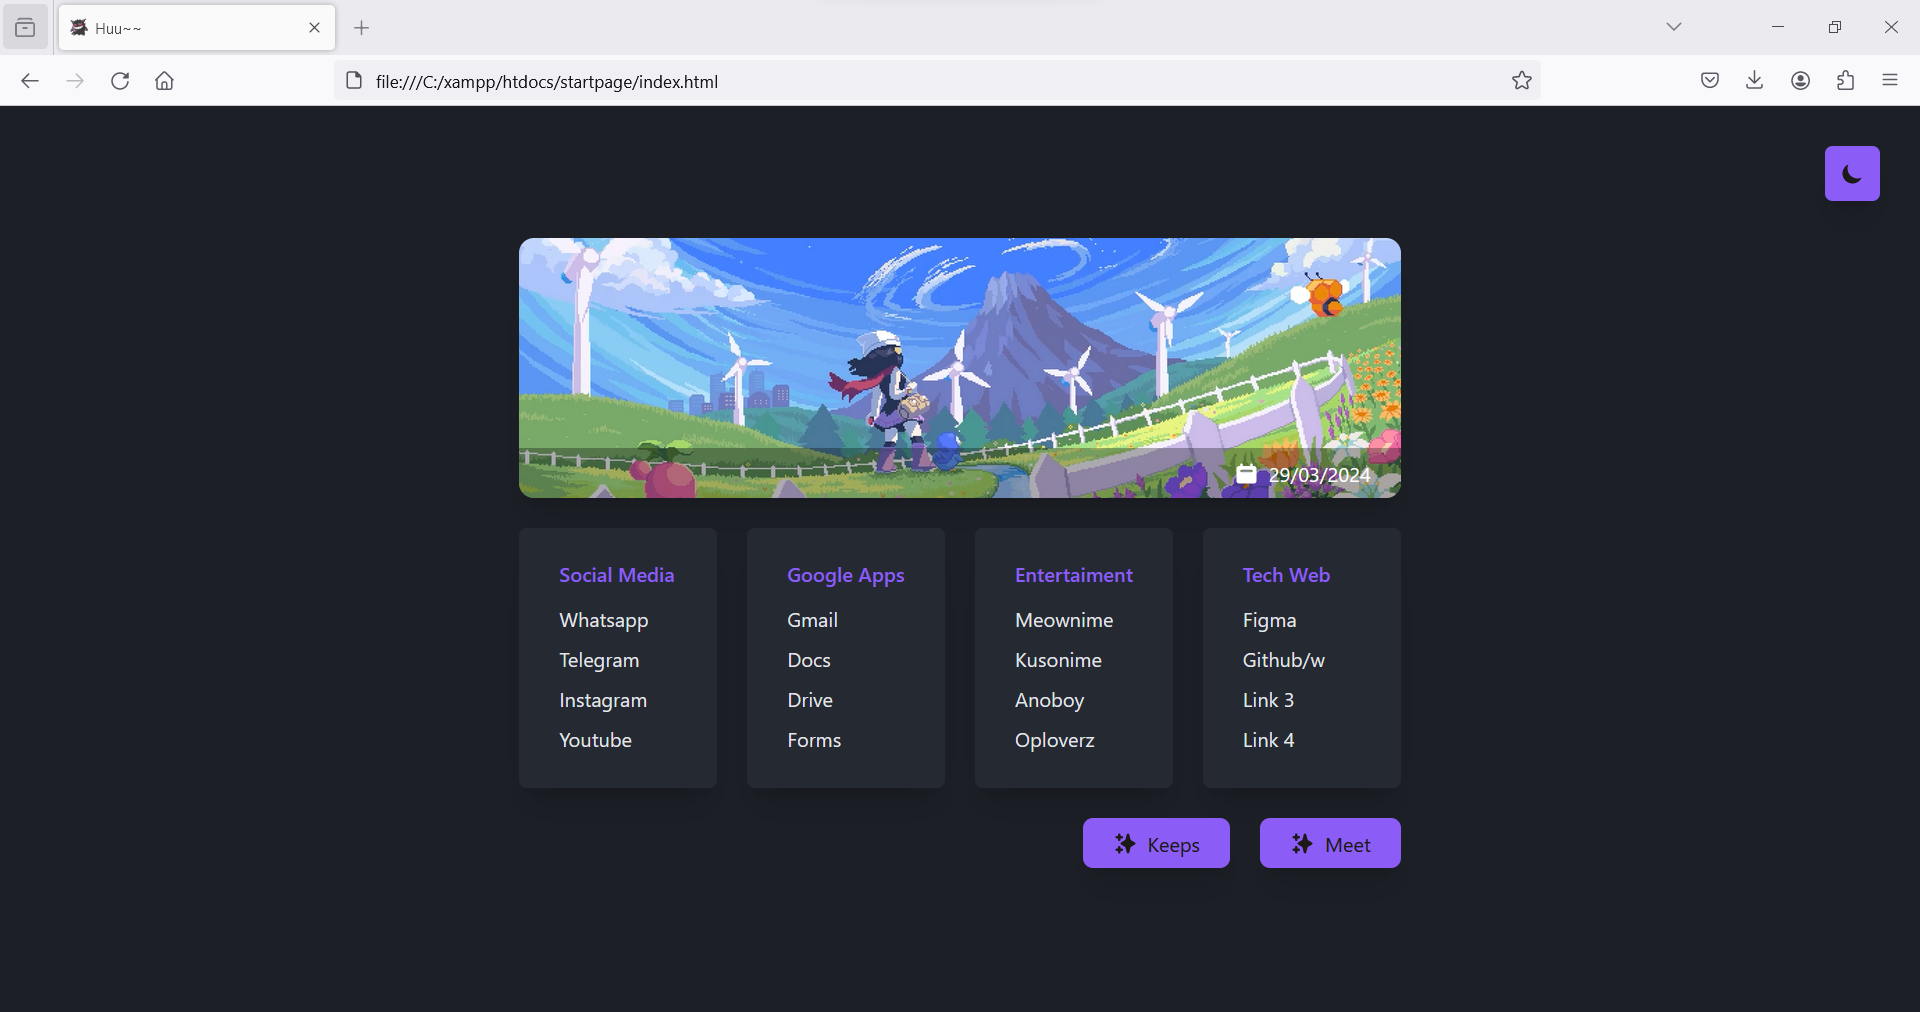 Huu~~
file:///C:/xampp/htdocs/startpage/index.html
29/03/2024
Social Media
Whatsapp
Telegram
Instagram
Youtube
Google Apps
Gmail
Docs
Drive
Forms
Entertaiment
Meownime
Kusonime
Anoboy
Oploverz
Tech Web
Figma
Github/w
Link 3
Link 4
Keeps
Meet